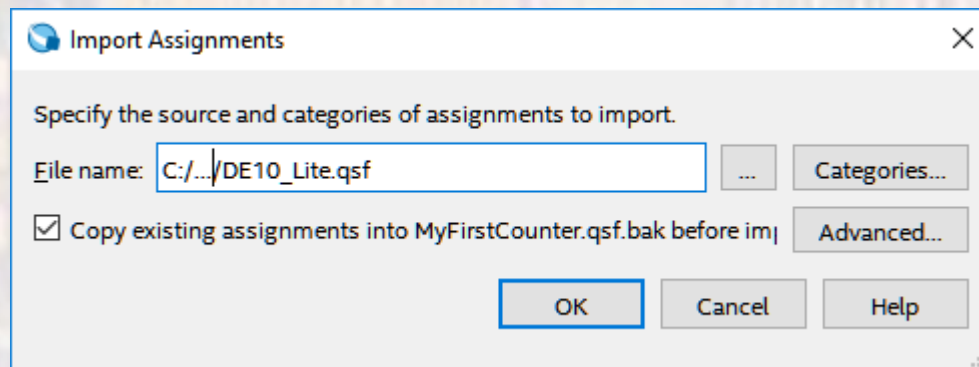 Import Assignments
Specify the source and categories of assignments to import.
File name: C:/.../DE10_Lite.qsf ... Categories...
Copy existing assignments into MyFirstCounter.qsf.bak before imp Advanced...
OK Cancel Help